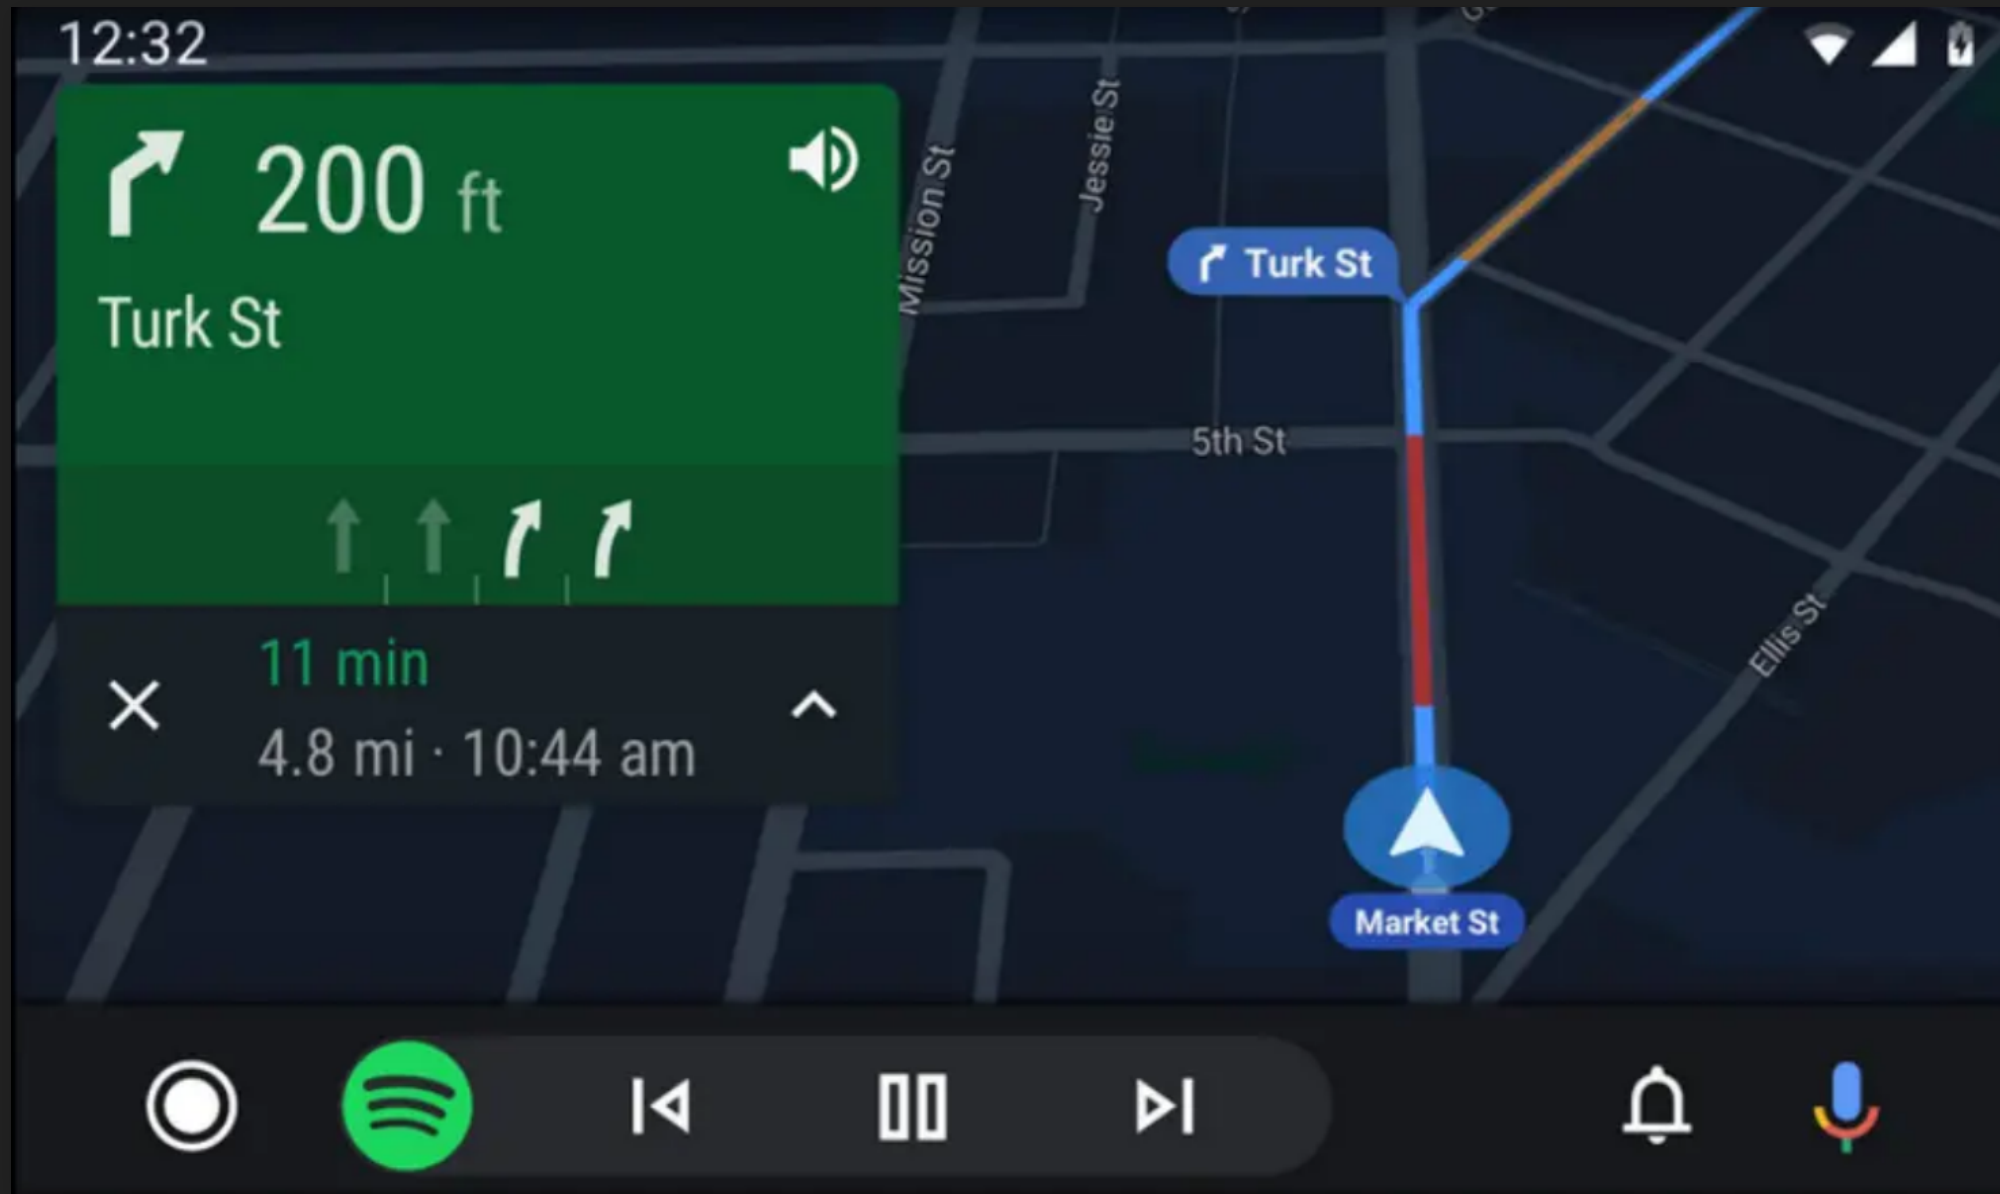 12:32
200 ft
Turk St
11 min
4.8 mi · 10:44 am
Mission St
Jessie St
Turk St
5th St
Ellis St
Market St